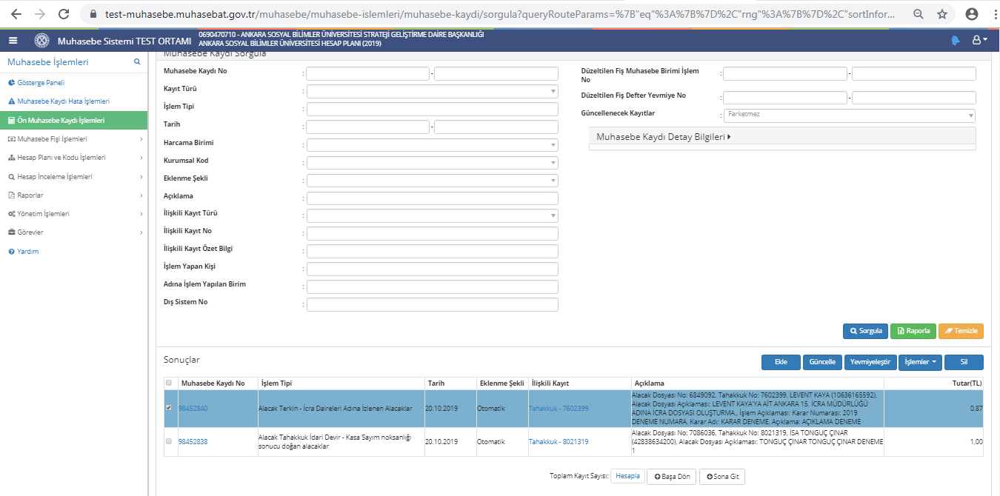 test-muhasebe.muhasebat.gov.tr/muhasebe/muhasebe-islemleri/muhasebe-kaydi/sorgula?queryRouteParams=%7B"eq"%3A%7B%7D%2C"rng"%3A%7B%7D%2C"sortInfor...
Muhasebe Sistemi TEST ORTAMI
0690470710 - ANKARA SOSYAL BİLİMLER ÜNİVERSİTESİ STRATEJİ GELİŞTİRME DAİRE BAŞKANLIĞI
ANKARA SOSYAL BİLİMLER ÜNİVERSİTESİ HESAP PLANI (2019)
Muhasebe İşlemleri
Gösterge Paneli
Muhasebe Kaydı Hata İşlemleri
Ön Muhasebe Kaydı İşlemleri
Muhasebe Fişi İşlemleri
Hesap Planı ve Kodu İşlemleri
Hesap İnceleme İşlemleri
Raporlar
Yönetim İşlemleri
Görevler
Yardım
Muhasebe Kaydı Sorgula
Muhasebe Kaydı No : -
Kayıt Türü :
İşlem Tipi :
Tarih : -
Harcama Birimi :
Kurumsal Kod :
Eklenme Şekli :
Açıklama :
İlişkili Kayıt Türü :
İlişkili Kayıt No :
İlişkili Kayıt Özet Bilgi :
İşlem Yapan Kişi :
Adına İşlem Yapılan Birim :
Dış Sistem No :
Düzeltilen Fiş Muhasebe Birimi İşlem
No : -
Düzeltilen Fiş Defter Yevmiye No : -
Güncellenecek Kayıtlar : Farketmez
Muhasebe Kaydı Detay Bilgileri
Sorgula Raporla Temizle
Sonuçlar
Ekle Güncelle Yevmiyeleştir İşlemler Sil
Muhasebe Kaydı No İşlem Tipi Tarih Eklenme Şekli İlişkili Kayıt Açıklama Tutar(TL)
98452840 Alacak Terkin - İcra Daireleri Adına İzlenen Alacaklar 20.10.2019 Otomatik Tahakkuk - 7602399
Alacak Dosyası No: 6849092, Tahakkuk No: 7602399, LEVENT KAYA (10636165592),
Alacak Dosyası Açıklaması: LEVENT KAYA'YA AİT ANKARA 15. İCRA MÜDÜRLÜĞÜ
ADINA İCRA DOSYASI OLUŞTURMA., İşlem Açıklaması: Karar Numarası: 2019
DENEME NUMARA, Karar Adı: KARAR DENEME, Açıklama: AÇIKLAMA DENEME
0,87
98452838
Alacak Tahakkuk İdari Devir - Kasa Sayım noksanlığı
sonucu doğan alacaklar
20.10.2019 Otomatik Tahakkuk - 8021319
Alacak Dosyası No: 7086036, Tahakkuk No: 8021319, İSA TONGUÇ ÇINAR
(42838634200), Alacak Dosyası Açıklaması: TONGUÇ ÇINAR TONGUÇ ÇINAR DENEME
1
1,00
Toplam Kayıt Sayısı: Hesapla Başa Dön Sona Git